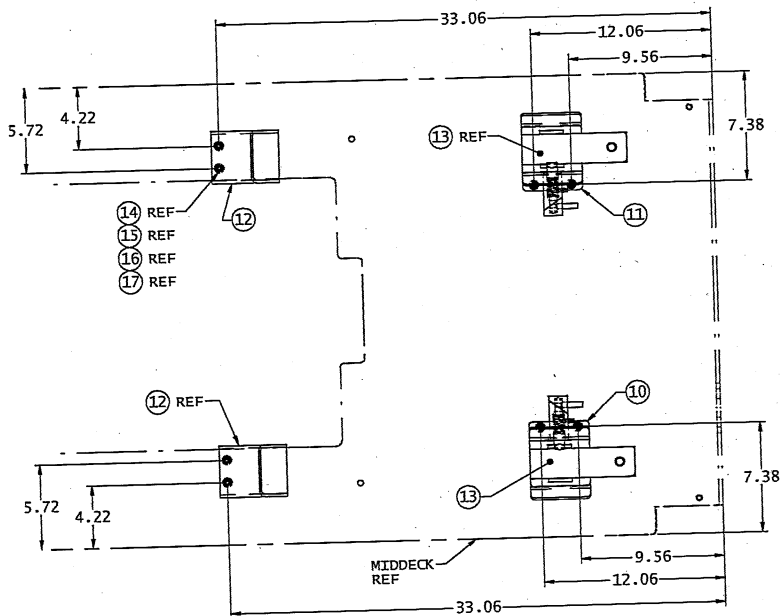 33.06
12.06
9.56
5.72
4.22
7.38
13 REF
14 REF
12
11
15 REF
16 REF
17 REF
12 REF
10
13
5.72
4.22
7.38
MIDDECK
REF
9.56
12.06
33.06